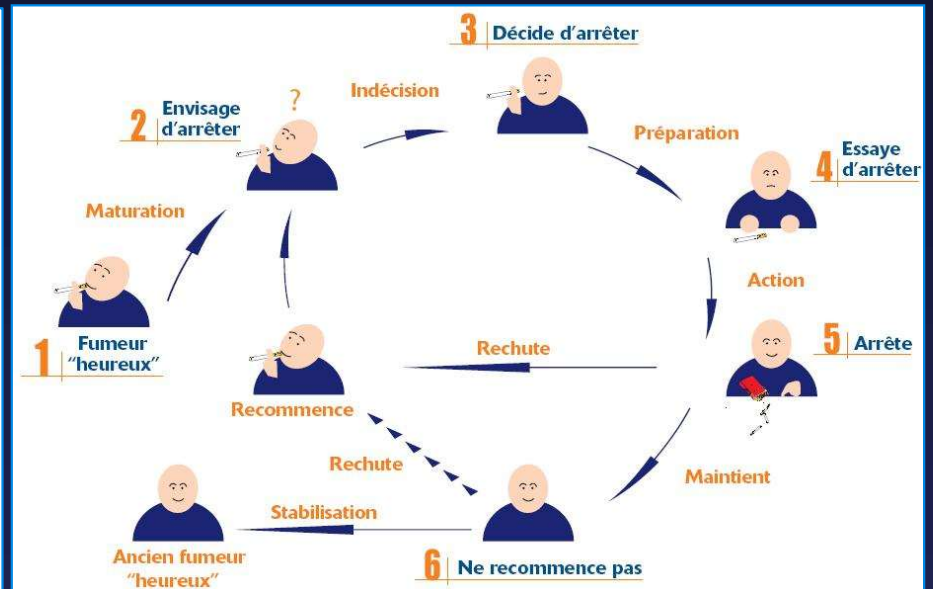 3 Décide d’arrêter
Indécision
?
2 Envisage
d’arrêter
Préparation
4 Essaye
d’arrêter
Maturation
Action
1 Fumeur
“heureux”
5 Arrête
Rechute
Recommence
Rechute
Maintient
Stabilisation
Ancien fumeur
“heureux”
6 Ne recommence pas